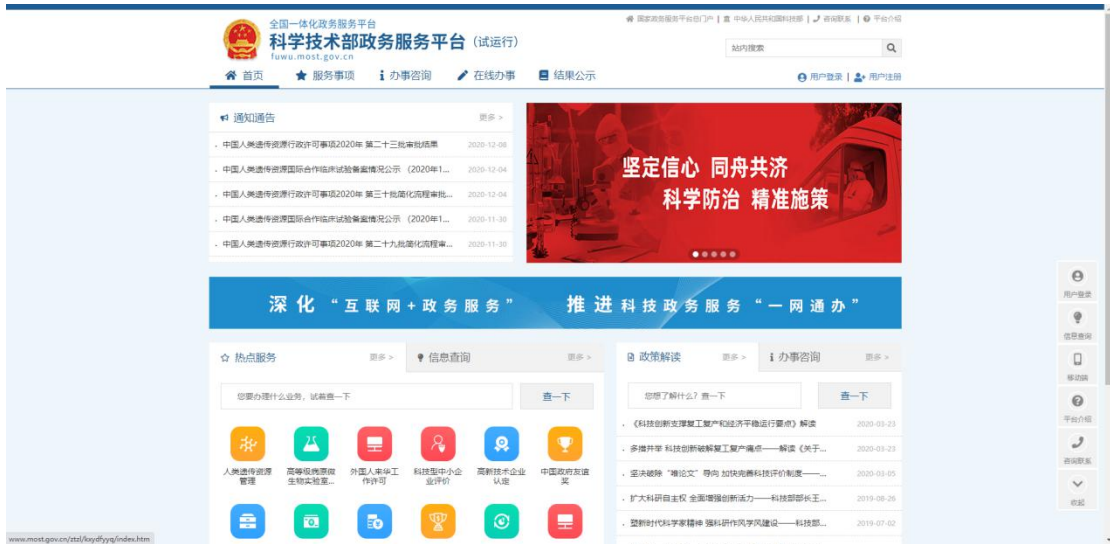 全国一体化政务服务平台
科学技术部政务服务平台（试运行）
fuwu.most.gov.cn
国家政务服务平台总门户 | 中华人民共和国科技部 | 咨询联系 | 平台介绍
站内搜索
首页 服务事项 办事咨询 在线办事 结果公示
用户登录 | 用户注册
通知通告 更多 >
中国人类遗传资源行政许可事项2020年 第二十三批审批结果 2020-12-08
中国人类遗传资源国际合作临床试验备案情况公示 （2020年1... 2020-12-04
中国人类遗传资源行政许可事项2020年 第三十批简化流程审批... 2020-12-04
中国人类遗传资源国际合作临床试验备案情况公示 （2020年1... 2020-11-30
中国人类遗传资源行政许可事项2020年 第二十九批简化流程审... 2020-11-30
坚定信心 同舟共济
科学防治 精准施策
深化“互联网+政务服务” 推进科技政务服务“一网通办”
热点服务 更多 > 信息查询 更多 >
您要办理什么业务，试着查一下 查一下
人类遗传资源管理
高等级病原微生物实验室...
外国人来华工作许可
科技型中小企业评价
高新技术企业认定
中国政府友谊奖
政策解读 更多 > 办事咨询 更多 >
您想了解什么？查一下 查一下
《科技创新支撑复工复产和经济平稳运行要点》解读 2020-03-23
多措并举 科技创新破解复工复产痛点——解读《关于... 2020-03-23
坚决破除“唯论文”导向 加快完善科技评价制度——... 2020-03-05
扩大科研自主权 全面增强创新活力——科技部部长王... 2019-08-26
塑新时代科学家精神 强科研作风学风建设——科技部... 2019-07-02
用户登录
信息查询
移动端
平台介绍
咨询联系
收起
www.most.gov.cn/ztzl/kxydfyyq/index.htm